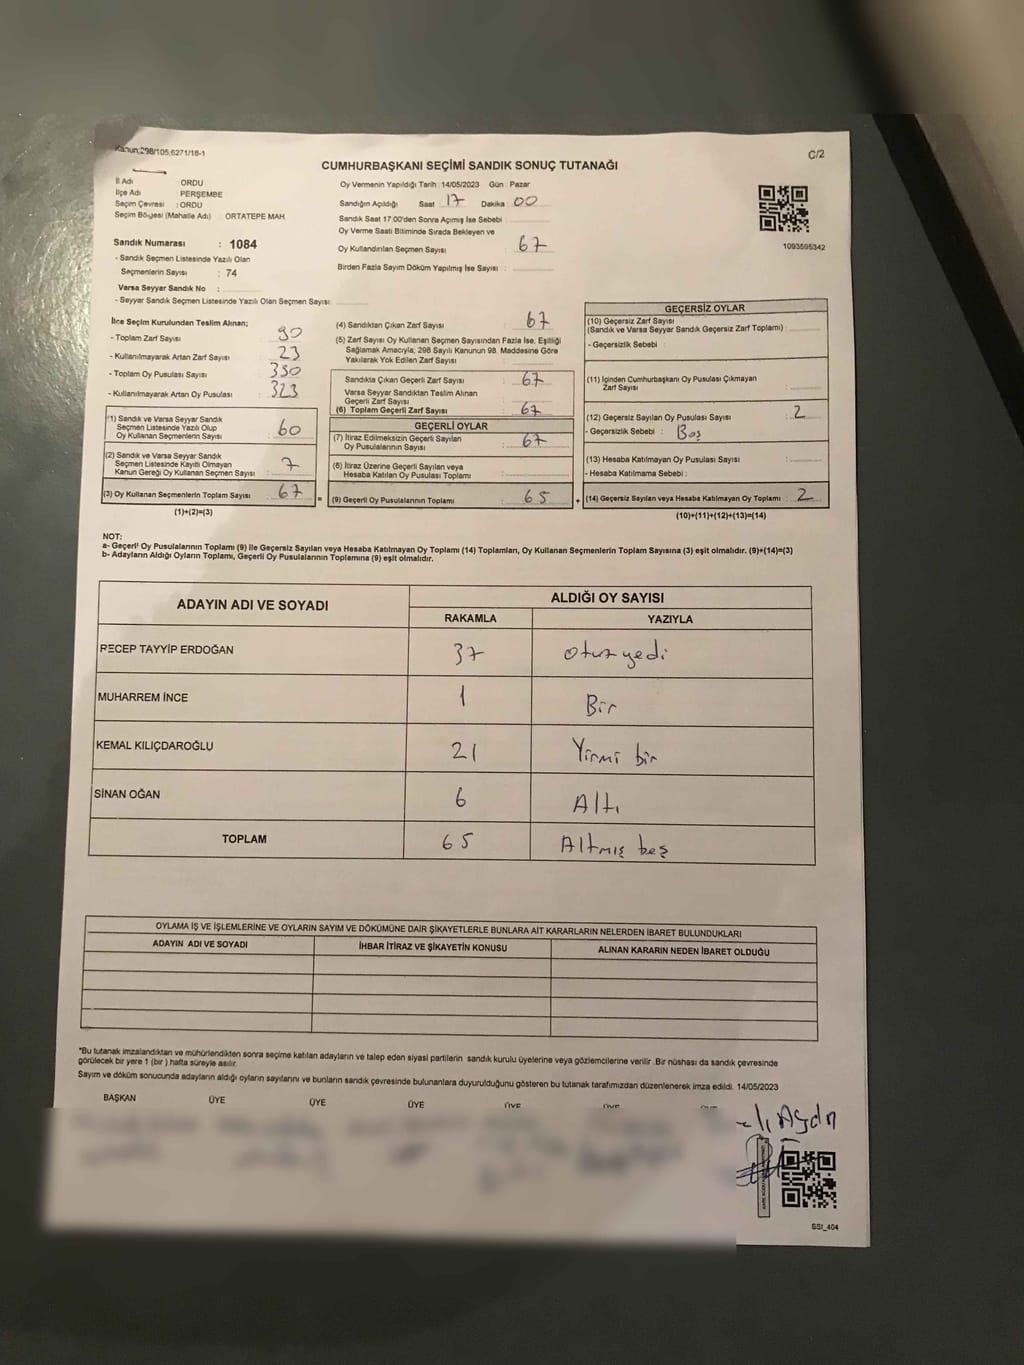 Kanun:298/105,6271/18-1
C/2
CUMHURBAŞKANI SEÇİMİ SANDIK SONUÇ TUTANAĞI
İl Adı ORDU
İlçe Adı : PERŞEMBE
Seçim Çevresi : ORDU
Seçim Bölgesi (Mahalle Adı) : ORTATEPE MAH.
Oy Vermenin Yapıldığı Tarih : 14/05/2023 Gün : Pazar
Sandığın Açıldığı Saat 17 Dakika 00
Sandık Saat 17:00'den Sonra Açımış İse Sebebi :
Oy Verme Saati Bitiminde Sırada Bekleyen ve
Oy Kullandırılan Seçmen Sayısı : 67
Birden Fazla Sayım Döküm Yapılmış İse Sayısı :
1093595342
Sandık Numarası : 1084
- Sandık Seçmen Listesinde Yazılı Olan
Seçmenlerin Sayısı : 74
Varsa Seyyar Sandık No :
- Seyyar Sandık Seçmen Listesinde Yazılı Olan Seçmen Sayısı:
İlce Seçim Kurulundan Teslim Alınan;
- Toplam Zarf Sayısı : 90
- Kullanılmayarak Artan Zarf Sayısı : 23
- Toplam Oy Pusulası Sayısı : 390
- Kullanılmayarak Artan Oy Pusulası : 323
(1) Sandık ve Varsa Seyyar Sandık
Seçmen Listesinde Yazılı Olup
Oy Kullanan Seçmenlerin Sayısı : 60
(2) Sandık ve Varsa Seyyar Sandık
Seçmen Listesinde Kayıtlı Olmayan
Kanun Gereği Oy Kullanan Seçmen Sayısı : 7
(3) Oy Kullanan Seçmenlerin Toplam Sayısı : 67
(1)+(2)=(3)
(4) Sandıktan Çıkan Zarf Sayısı : 67
(5) Zarf Sayısı Oy Kullanan Seçmen Sayısından Fazla İse, Eşitliği
Sağlamak Amacıyla, 298 Sayılı Kanunun 98. Maddesine Göre
Yakılarak Yok Edilen Zarf Sayısı :
Sandıkta Çıkan Geçerli Zarf Sayısı : 67
Varsa Seyyar Sandıktan Teslim Alınan
Geçerli Zarf Sayısı :
(6) Toplam Geçerli Zarf Sayısı : 67
GEÇERLİ OYLAR
(7) İtiraz Edilmeksizin Geçerli Sayılan
Oy Pusulalarının Sayısı : 67
(8) İtiraz Üzerine Geçerli Sayılan veya
Hesaba Katılan Oy Pusulası Toplamı :
= (9) Geçerli Oy Pusulalarının Toplamı : 65
GEÇERSİZ OYLAR
(10) Geçersiz Zarf Sayısı
(Sandık ve Varsa Seyyar Sandık Geçersiz Zarf Toplamı) :
- Geçersizlik Sebebi :
(11) İçinden Cumhurbaşkanı Oy Pusulası Çıkmayan
Zarf Sayısı :
(12) Geçersiz Sayılan Oy Pusulası Sayısı : 2
- Geçersizlik Sebebi : Boş
(13) Hesaba Katılmayan Oy Pusulası Sayısı :
- Hesaba Katılmama Sebebi :
+ (14) Geçersiz Sayılan veya Hesaba Katılmayan Oy Toplamı : 2
(10)+(11)+(12)+(13)=(14)
NOT:
a- Geçerli Oy Pusulalarının Toplamı (9) ile Geçersiz Sayılan veya Hesaba Katılmayan Oy Toplamı (14) Toplamları, Oy Kullanan Seçmenlerin Toplam Sayısına (3) eşit olmalıdır. (9)+(14)=(3)
b- Adayların Aldığı Oyların Toplamı, Geçerli Oy Pusulalarının Toplamına (9) eşit olmalıdır.
ADAYIN ADI VE SOYADI
ALDIĞI OY SAYISI
RAKAMLA YAZIYLA
RECEP TAYYİP ERDOĞAN 37 Otuz yedi
MUHARREM İNCE 1 Bir
KEMAL KILIÇDAROĞLU 21 Yirmi bir
SİNAN OĞAN 6 Altı
TOPLAM 65 Altmış beş
OYLAMA İŞ VE İŞLEMLERİNE VE OYLARIN SAYIM VE DÖKÜMÜNE DAİR ŞİKAYETLERLE BUNLARA AİT KARARLARIN NELERDEN İBARET BULUNDUKLARI
ADAYIN ADI VE SOYADI İHBAR İTİRAZ VE ŞİKAYETİN KONUSU ALINAN KARARIN NEDEN İBARET OLDUĞU
*Bu tutanak imzalandıktan ve mühürlendikten sonra seçime katılan adayların ve talep eden siyasi partilerin sandık kurulu üyelerine veya gözlemcilerine verilir. Bir nüshası da sandık çevresinde
görülecek bir yere 1 (bir ) hafta süreyle asılır.
Sayım ve döküm sonucunda adayların aldığı oyların sayılarını ve bunların sandık çevresinde bulunanlara duyurulduğunu gösteren bu tutanak tarafımızdan düzenlenerek imza edildi. 14/05/2023
BAŞKAN ÜYE ÜYE ÜYE ÜYE ÜYE
Aydın
SSI_404